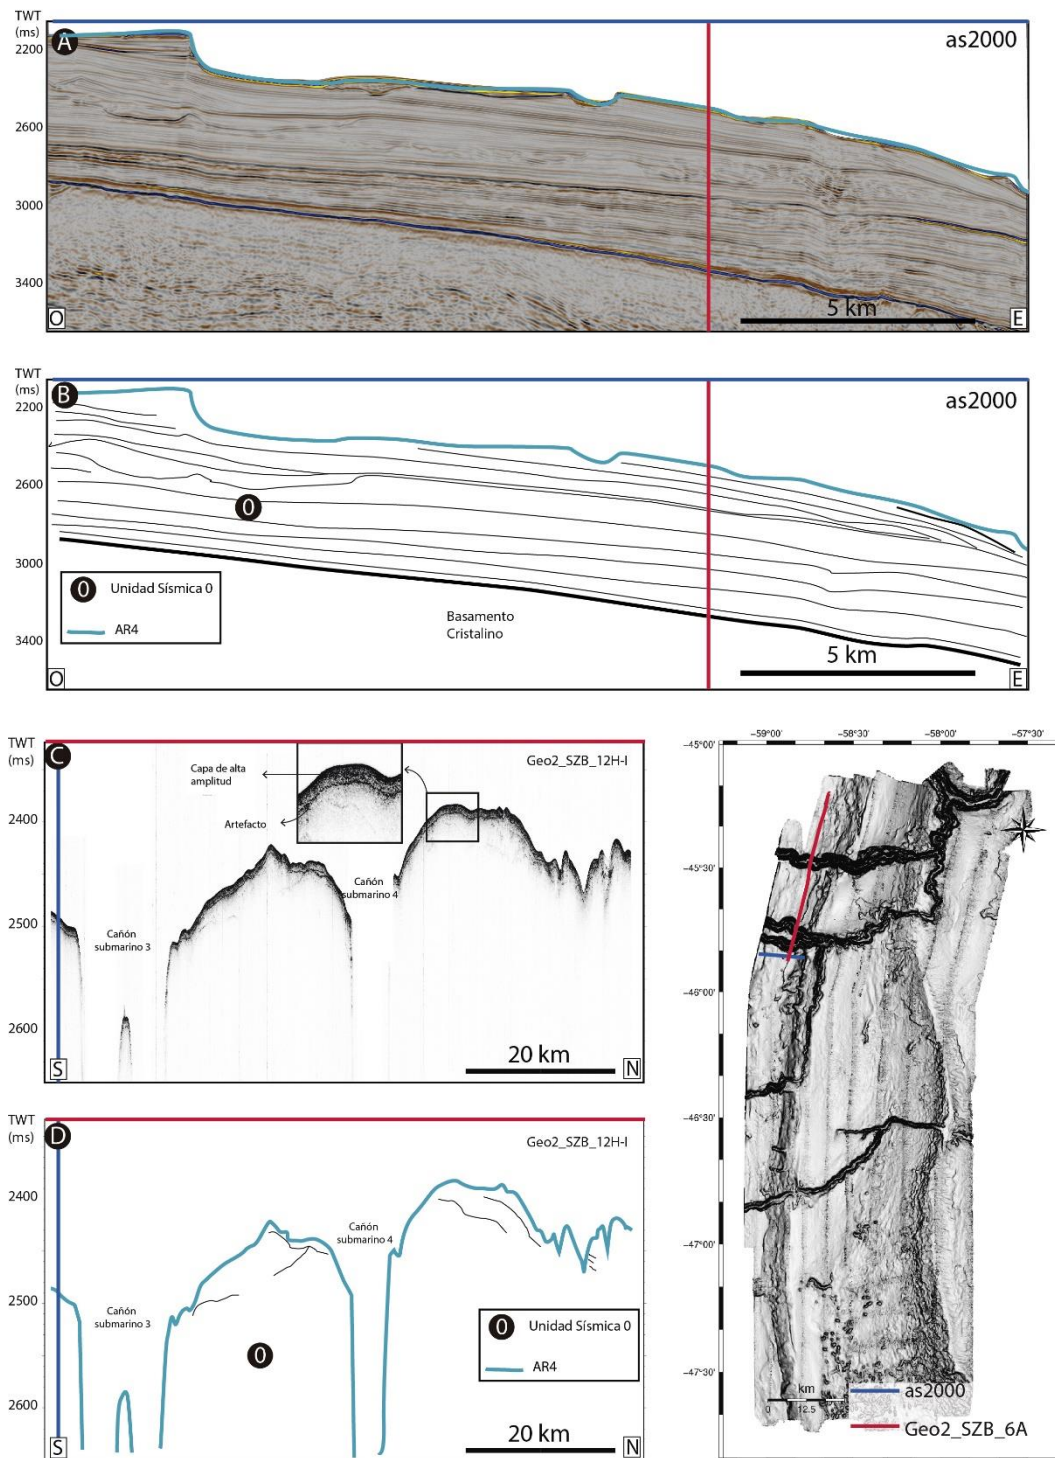 TWT
(ms)
A
as2000
2200
2600
3000
3400
5 km
O
E
TWT
(ms)
B
as2000
2200
2600
0
3000
0 Unidad Sísmica 0
AR4
Basamento
Cristalino
3400
5 km
O
E
TWT
(ms)
C
Geo2_SZB_12H-I
Capa de alta
amplitud
Artefacto
2400
Cañón
submarino 4
2500
Cañón
submarino 3
2600
20 km
S
N
TWT
(ms)
D
Geo2_SZB_12H-I
2400
Cañón
submarino 4
2500
Cañón
submarino 3
0
0 Unidad Sísmica 0
AR4
2600
20 km
S
N
-59°00'
-58°30'
-58°00'
-57°30'
-45°00'
-45°30'
-46°00'
-46°30'
-47°00'
-47°30'
km
0 12.5
as2000
Geo2_SZB_6A